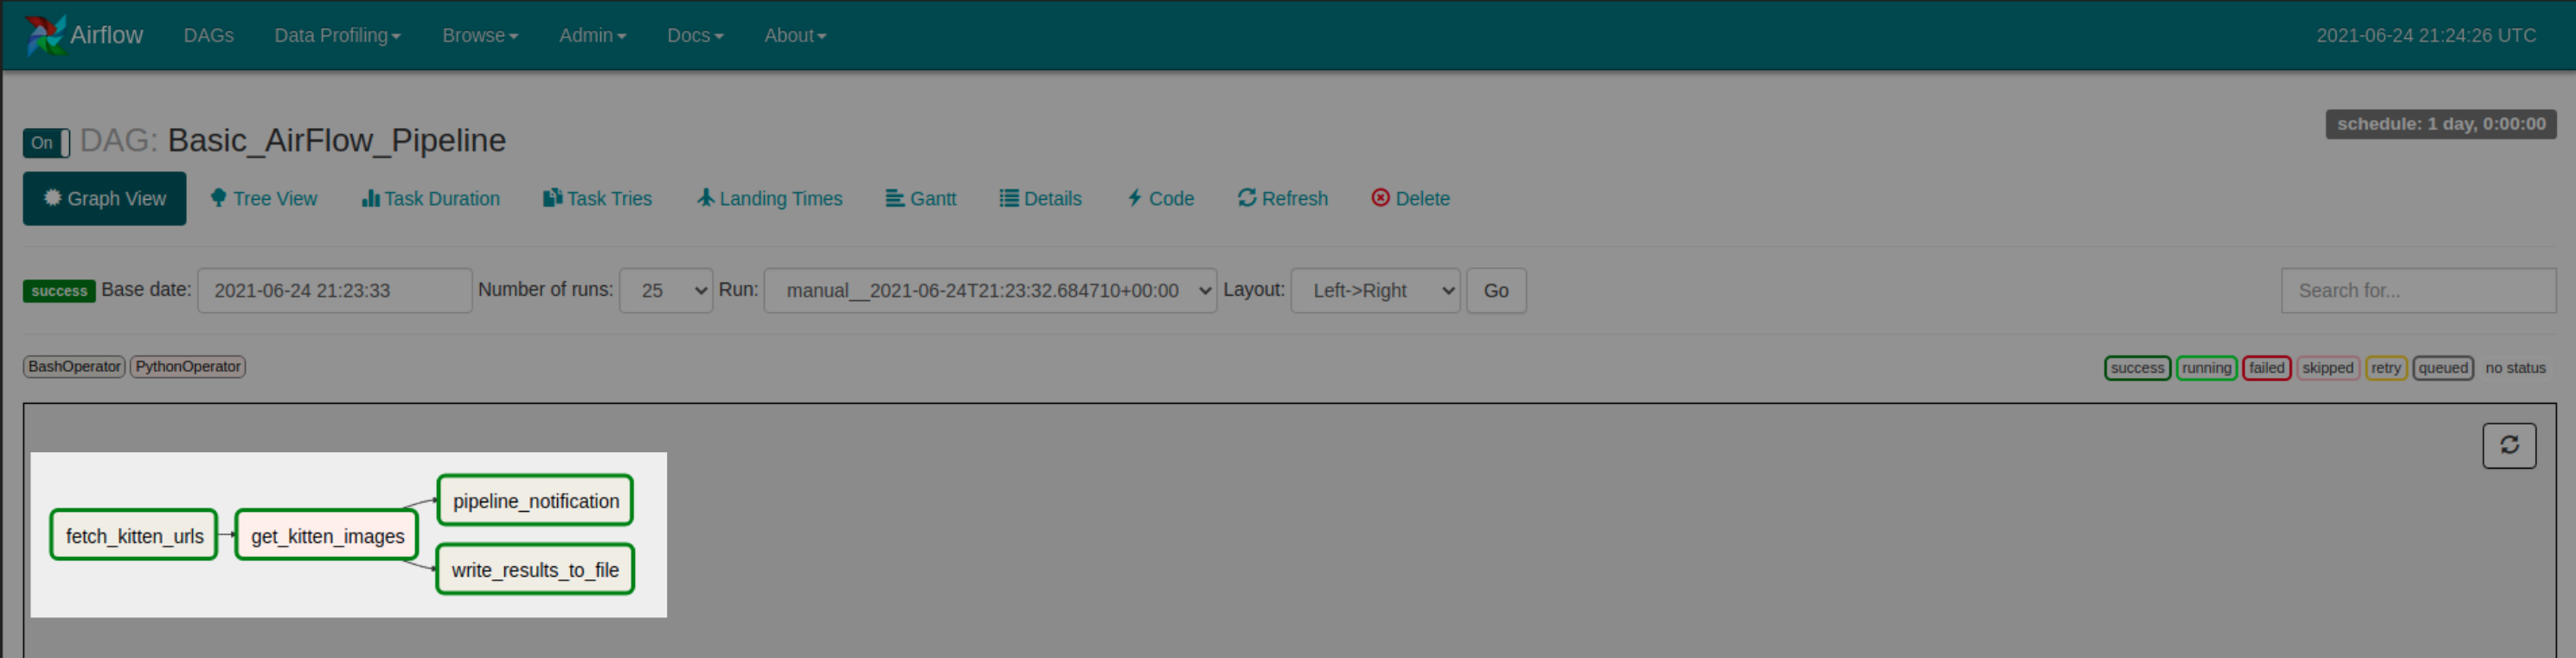 Airflow DAGs Data Profiling Browse Admin Docs About 2021-06-24 21:24:26 UTC
schedule: 1 day, 0:00:00
On DAG: Basic_AirFlow_Pipeline
Graph View Tree View Task Duration Task Tries Landing Times Gantt Details Code Refresh Delete
success Base date: 2021-06-24 21:23:33 Number of runs: 25 Run: manual__2021-06-24T21:23:32.684710+00:00 Layout: Left->Right Go Search for...
BashOperator PythonOperator success running failed skipped retry queued no status
pipeline_notification
fetch_kitten_urls get_kitten_images
write_results_to_file